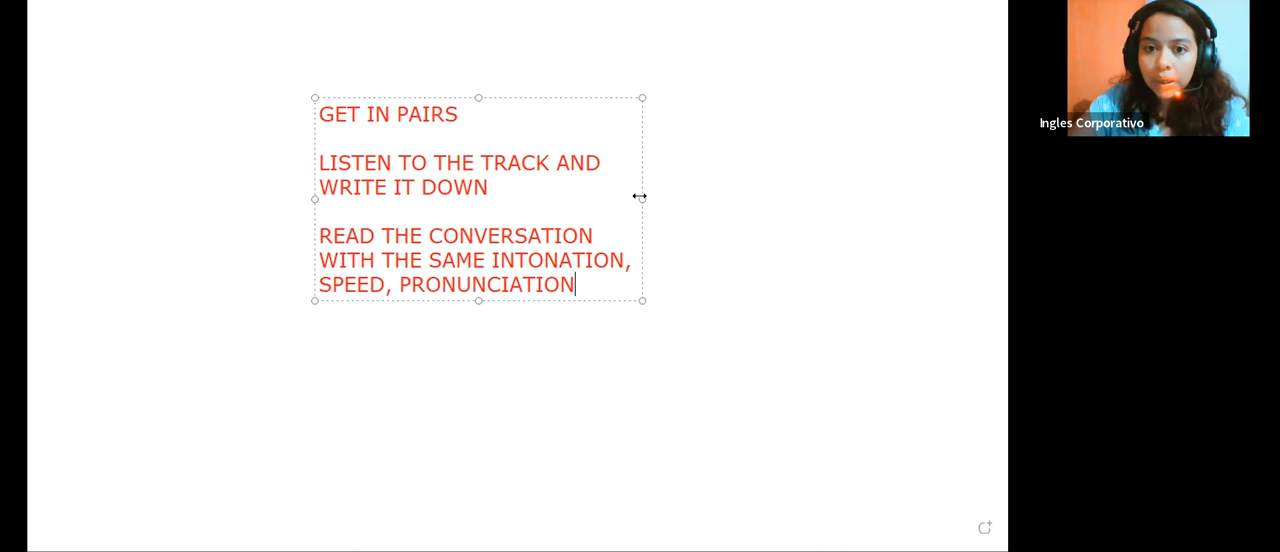 GET IN PAIRS
LISTEN TO THE TRACK AND
WRITE IT DOWN
READ THE CONVERSATION
WITH THE SAME INTONATION,
SPEED, PRONUNCIATION
Ingles Corporativo